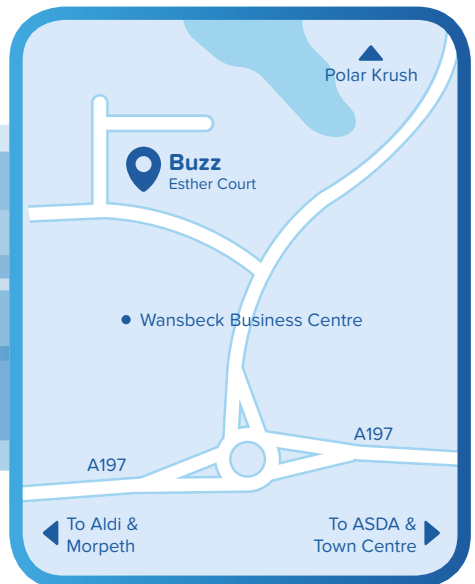 Polar Krush
Buzz
Esther Court
Wansbeck Business Centre
A197
A197
To Aldi &
Morpeth
To ASDA &
Town Centre